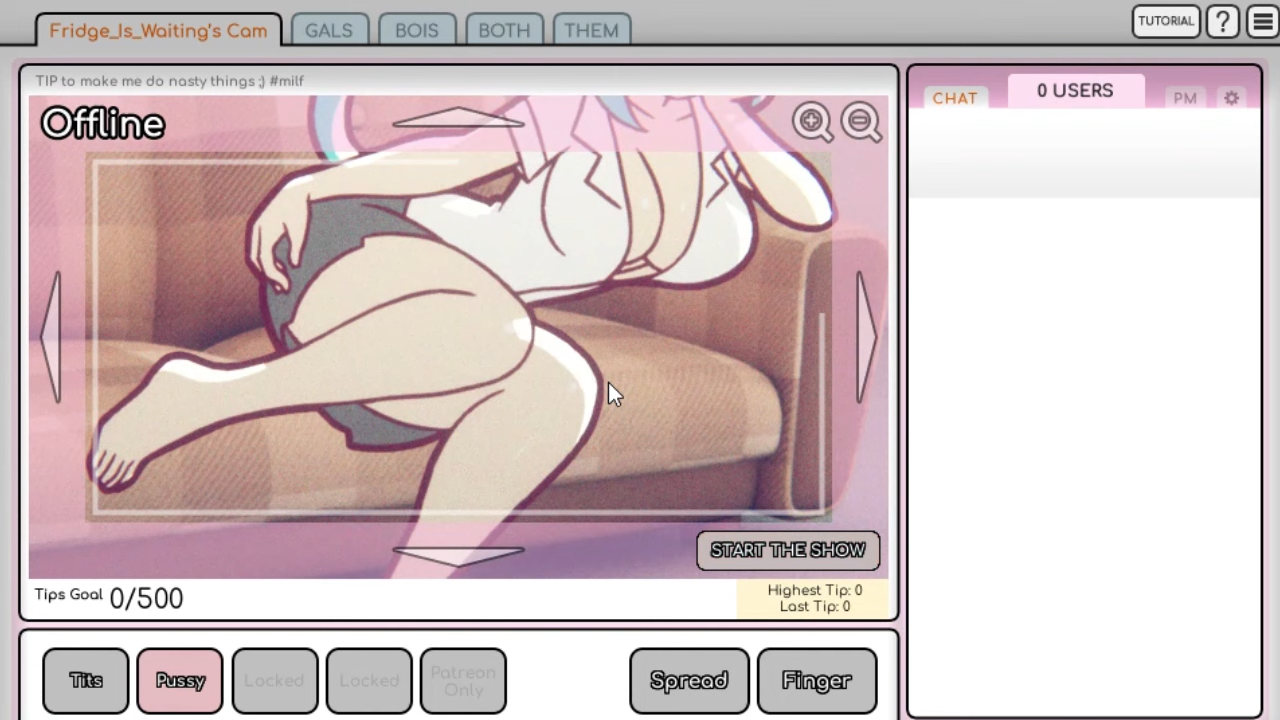 Fridge_Is_Waiting's Cam
GALS
BOIS
BOTH
THEM
TUTORIAL
?
TIP to make me do nasty things ;) #milf
Offline
START THE SHOW
Tips Goal 0/500
Highest Tip: 0
Last Tip: 0
CHAT
0 USERS
PM
Tits
Pussy
Locked
Locked
Patreon
Only
Spread
Finger